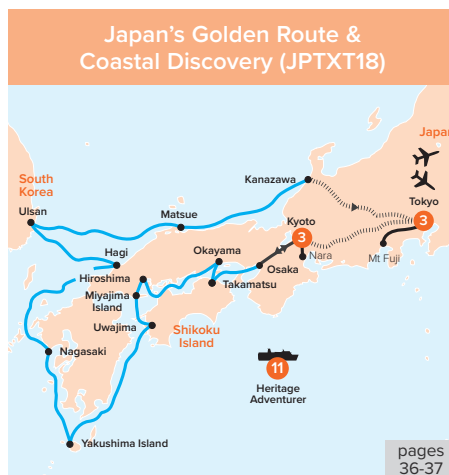 Japan's Golden Route &
Coastal Discovery (JPTXT18)
Japan
South
Korea
Kanazawa
Tokyo
3
Ulsan
Matsue
Kyoto
3
Hagi
Okayama
Nara
Mt Fuji
Hiroshima
Osaka
Miyajima
Island
Takamatsu
Uwajima
Shikoku
Island
Nagasaki
11
Heritage
Adventurer
Yakushima Island
pages
36-37